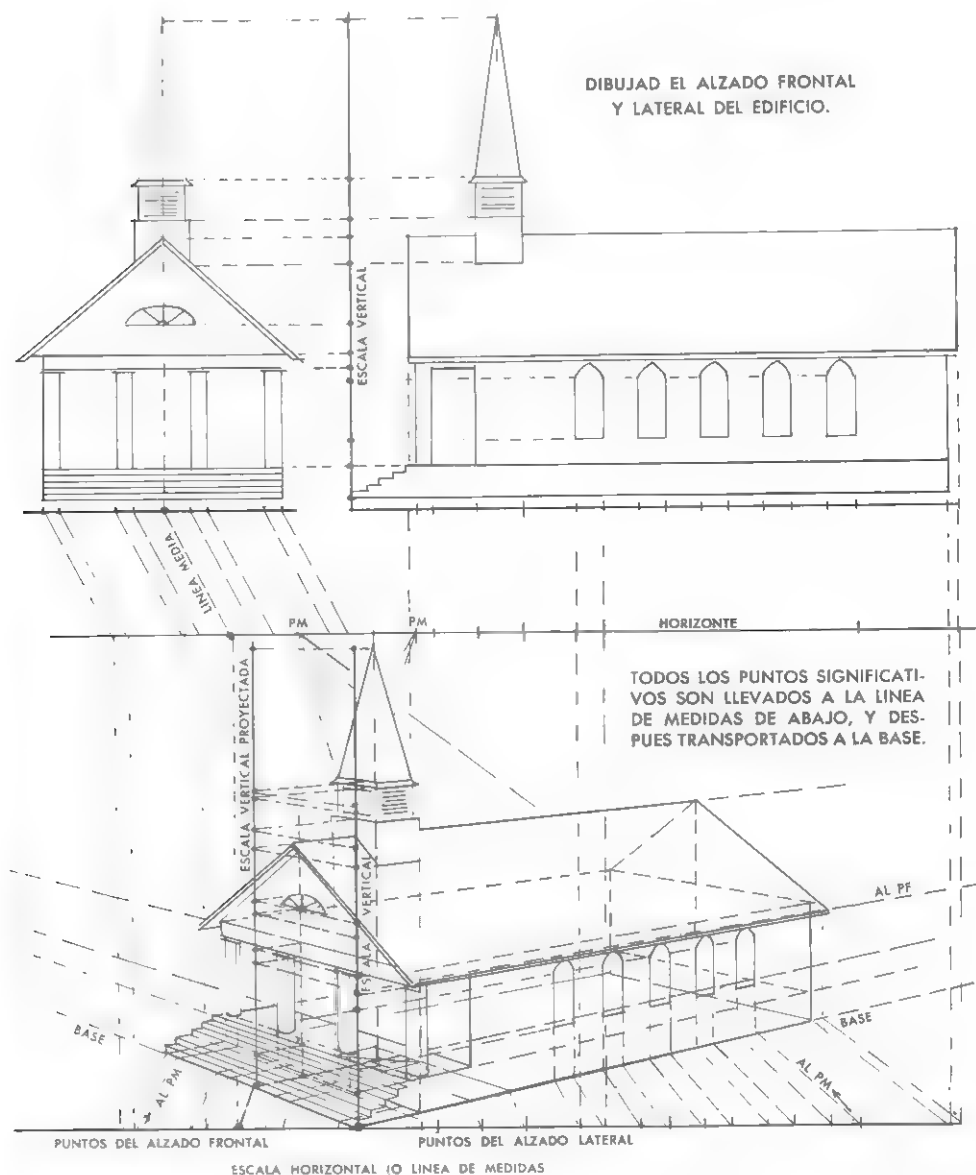 DIBUJAD EL ALZADO FRONTAL
Y LATERAL DEL EDIFICIO.
ESCALA VERTICAL
LINEA MEDIA
PM
PM
HORIZONTE
TODOS LOS PUNTOS SIGNIFICATI-
VOS SON LLEVADOS A LA LINEA
DE MEDIDAS DE ABAJO, Y DES-
PUES TRANSPORTADOS A LA BASE.
ESCALA VERTICAL PROYECTADA
ESCALA VERTICAL
AL PF
BASE
BASE
AL PM
AL PM
PUNTOS DEL ALZADO FRONTAL
PUNTOS DEL ALZADO LATERAL
ESCALA HORIZONTAL (O LINEA DE MEDIDAS